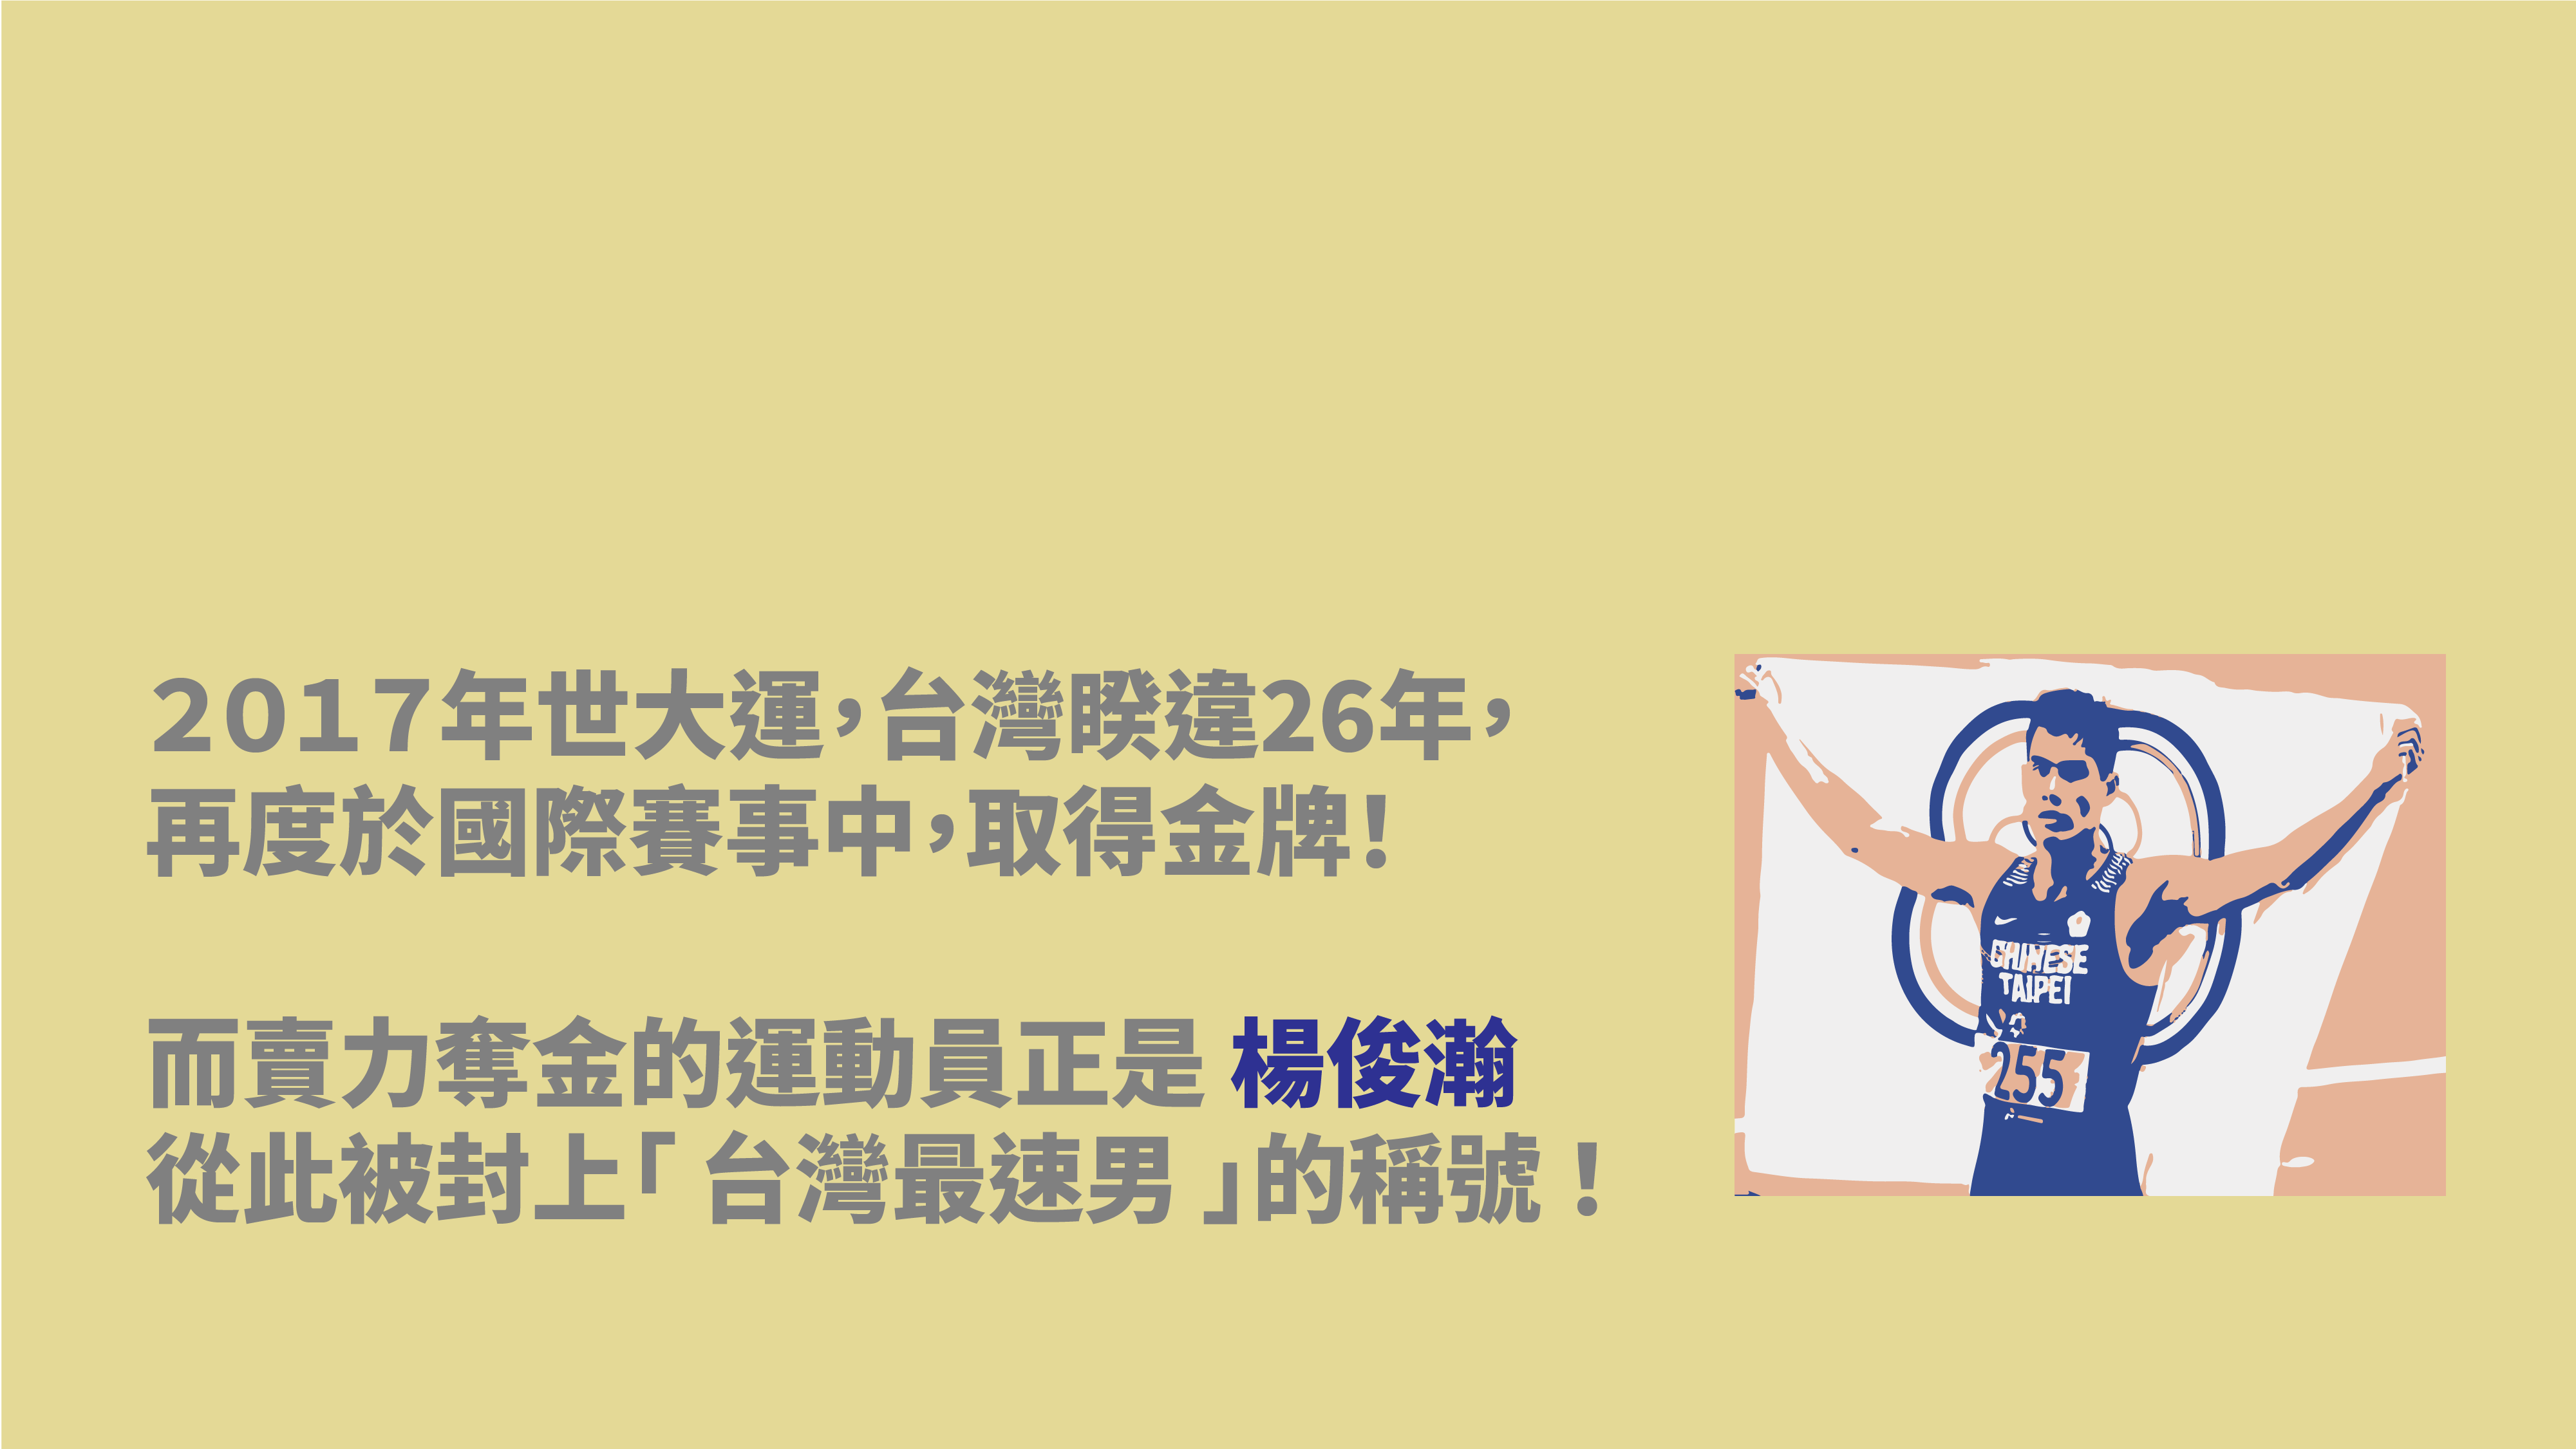 2017年世大運，台灣睽違26年，
再度於國際賽事中，取得金牌！
而賣力奪金的運動員正是 楊俊瀚
從此被封上「 台灣最速男 」的稱號！
CHINESE
TAIPEI
255